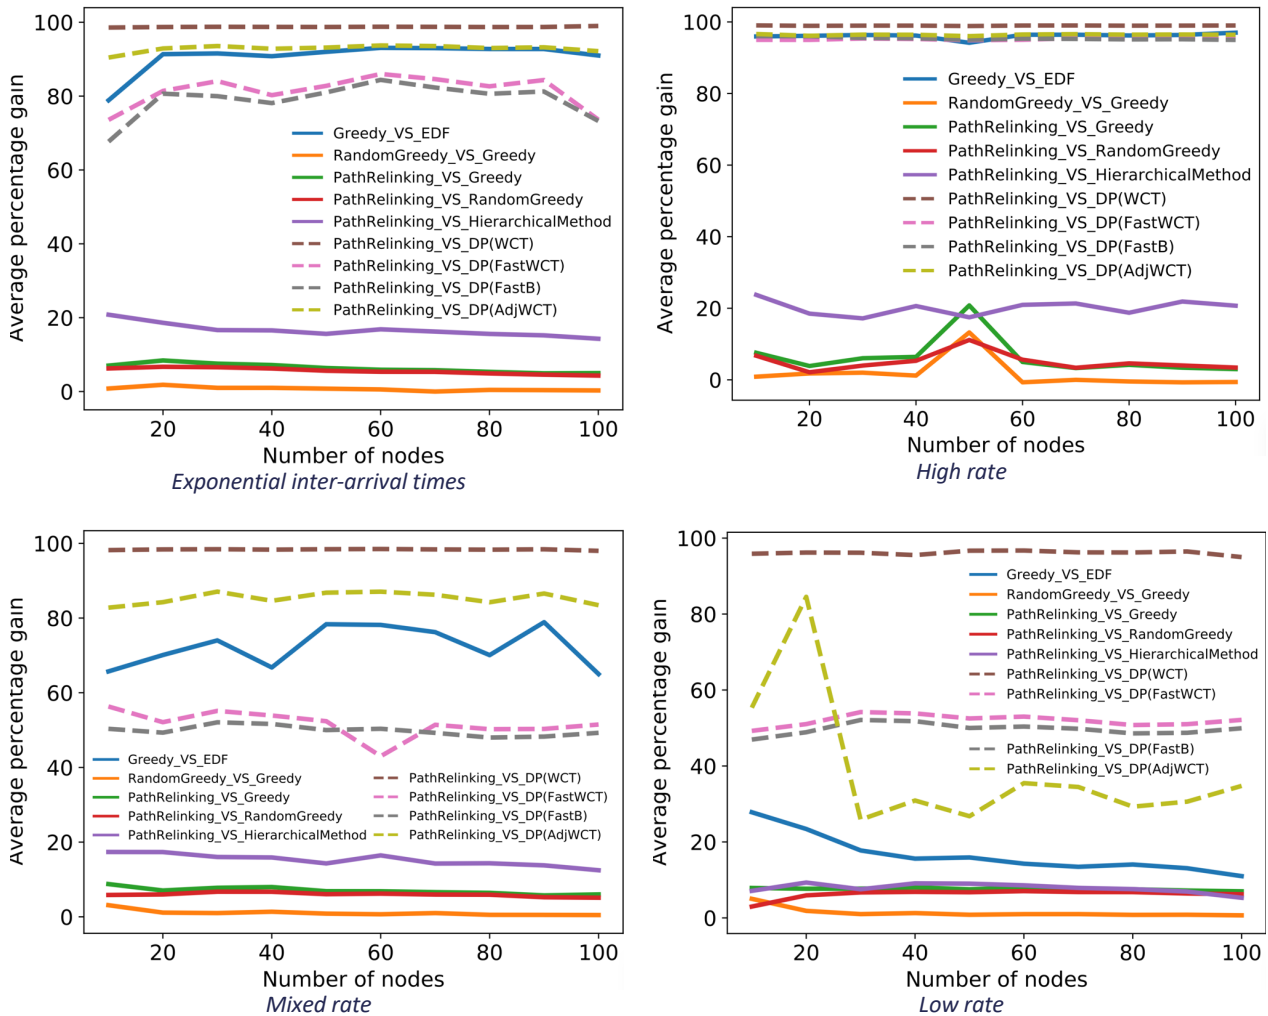 100
80
60
40
20
0
Average percentage gain
Greedy_VS_EDF
RandomGreedy_VS_Greedy
PathRelinking_VS_Greedy
PathRelinking_VS_RandomGreedy
PathRelinking_VS_HierarchicalMethod
PathRelinking_VS_DP(WCT)
PathRelinking_VS_DP(FastWCT)
PathRelinking_VS_DP(FastB)
PathRelinking_VS_DP(AdjWCT)
20 40 60 80 100
Number of nodes
Exponential inter-arrival times
100
80
60
40
20
0
Average percentage gain
Greedy_VS_EDF
RandomGreedy_VS_Greedy
PathRelinking_VS_Greedy
PathRelinking_VS_RandomGreedy
PathRelinking_VS_HierarchicalMethod
PathRelinking_VS_DP(WCT)
PathRelinking_VS_DP(FastWCT)
PathRelinking_VS_DP(FastB)
PathRelinking_VS_DP(AdjWCT)
20 40 60 80 100
Number of nodes
High rate
100
80
60
40
20
0
Average percentage gain
Greedy_VS_EDF
RandomGreedy_VS_Greedy
PathRelinking_VS_Greedy
PathRelinking_VS_RandomGreedy
PathRelinking_VS_HierarchicalMethod
PathRelinking_VS_DP(WCT)
PathRelinking_VS_DP(FastWCT)
PathRelinking_VS_DP(FastB)
PathRelinking_VS_DP(AdjWCT)
20 40 60 80 100
Number of nodes
Mixed rate
100
80
60
40
20
0
Average percentage gain
Greedy_VS_EDF
RandomGreedy_VS_Greedy
PathRelinking_VS_Greedy
PathRelinking_VS_RandomGreedy
PathRelinking_VS_HierarchicalMethod
PathRelinking_VS_DP(WCT)
PathRelinking_VS_DP(FastWCT)
PathRelinking_VS_DP(FastB)
PathRelinking_VS_DP(AdjWCT)
20 40 60 80 100
Number of nodes
Low rate